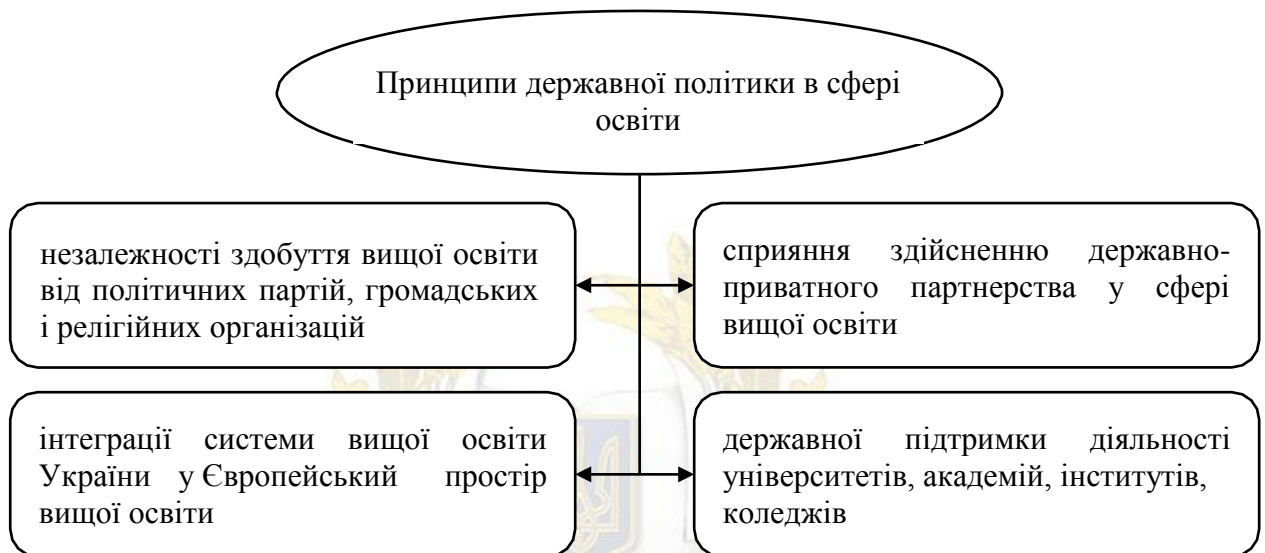 Принципи державної політики в сфері
освіти
незалежності здобуття вищої освіти
від політичних партій, громадських
і релігійних організацій
сприяння здійсненню державно-
приватного партнерства у сфері
вищої освіти
інтеграції системи вищої освіти
України у Європейський простір
вищої освіти
державної підтримки діяльності
університетів, академій, інститутів,
коледжів